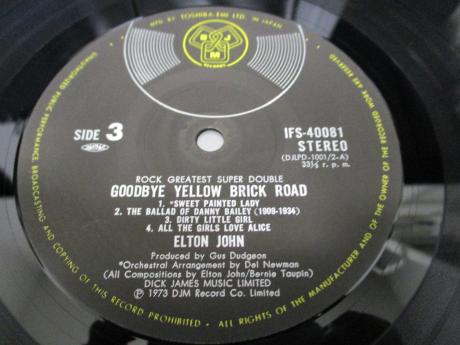 MFD. BY TOSHIBA EMI LTD. IN JAPAN
DJM
RECORDS
SIDE 3
IFS-40081
STEREO
(DJLPD-1001/2-A)
33⅓ r. p. m.
ROCK GREATEST SUPER DOUBLE
GOODBYE YELLOW BRICK ROAD
1. *SWEET PAINTED LADY
2. THE BALLAD OF DANNY BAILEY (1909-1934)
3. DIRTY LITTLE GIRL
4. ALL THE GIRLS LOVE ALICE
ELTON JOHN
Produced by Gus Dudgeon
*Orchestral Arrangement by Del Newman
(All Compositions by Elton John/Bernie Taupin)
DICK JAMES MUSIC LIMITED
Ⓟ 1973 DJM Record Co. Limited
UNAUTHORIZED PUBLIC PERFORMANCE, BROADCASTING AND COPYING OF THIS RECORD PROHIBITED · ALL RIGHTS OF THE MANUFACTURER AND OF THE OWNER OF THE RECORDED WORK ARE RESERVED